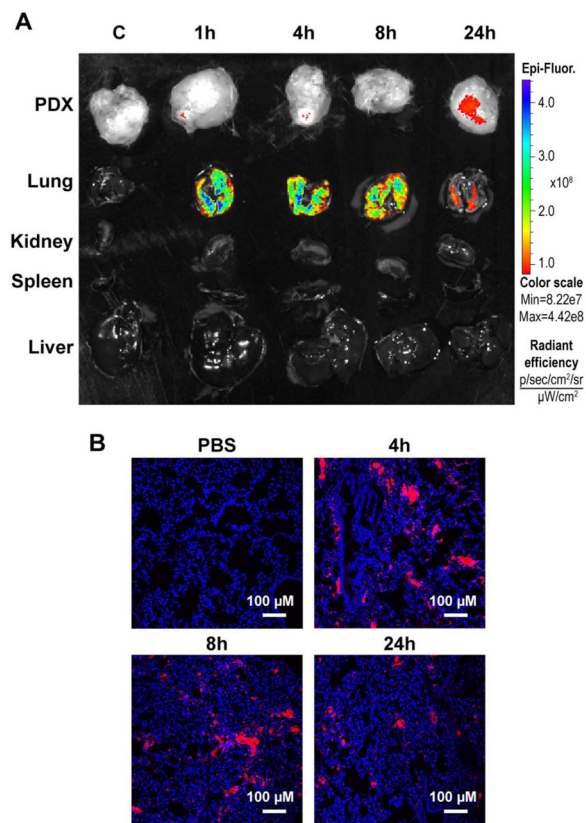 A
C 1h 4h 8h 24h
PDX
Lung
Kidney
Spleen
Liver
Epi-Fluor.
4.0
3.0
x10⁸
2.0
1.0
Color scale
Min=8.22e7
Max=4.42e8
Radiant
efficiency
p/sec/cm²/sr
µW/cm²
B
PBS 4h
100 µM 100 µM
8h 24h
100 µM 100 µM